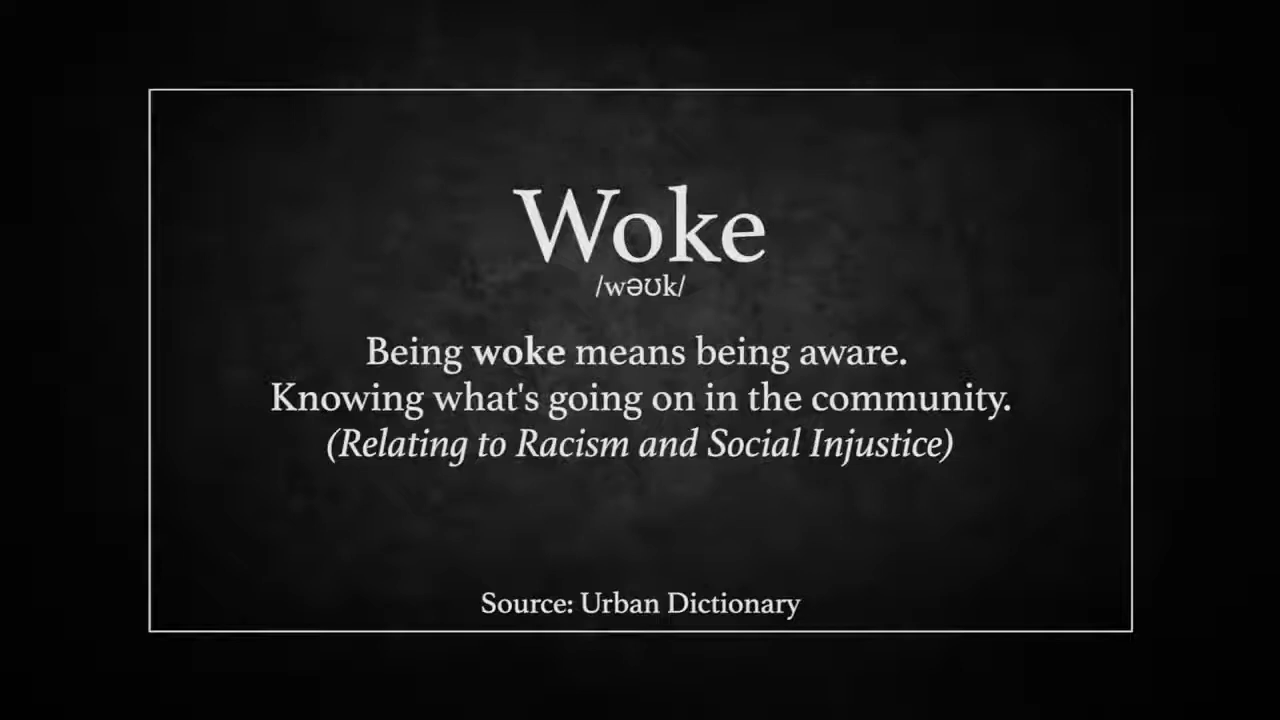 Woke
/wəʊk/
Being woke means being aware.
Knowing what's going on in the community.
(Relating to Racism and Social Injustice)
Source: Urban Dictionary